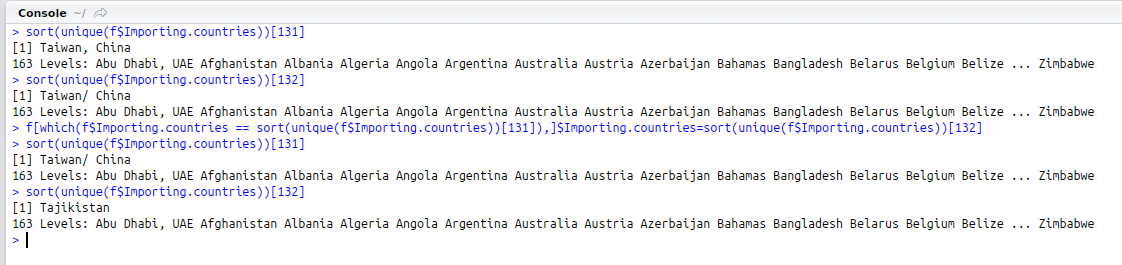 Console ~/
> sort(unique(f$Importing.countries))[131]
[1] Taiwan, China
163 Levels: Abu Dhabi, UAE Afghanistan Albania Algeria Angola Argentina Australia Austria Azerbaijan Bahamas Bangladesh Belarus Belgium Belize ... Zimbabwe
> sort(unique(f$Importing.countries))[132]
[1] Taiwan/ China
163 Levels: Abu Dhabi, UAE Afghanistan Albania Algeria Angola Argentina Australia Austria Azerbaijan Bahamas Bangladesh Belarus Belgium Belize ... Zimbabwe
> f[which(f$Importing.countries == sort(unique(f$Importing.countries))[131]),]$Importing.countries=sort(unique(f$Importing.countries))[132]
> sort(unique(f$Importing.countries))[131]
[1] Taiwan/ China
163 Levels: Abu Dhabi, UAE Afghanistan Albania Algeria Angola Argentina Australia Austria Azerbaijan Bahamas Bangladesh Belarus Belgium Belize ... Zimbabwe
> sort(unique(f$Importing.countries))[132]
[1] Tajikistan
163 Levels: Abu Dhabi, UAE Afghanistan Albania Algeria Angola Argentina Australia Austria Azerbaijan Bahamas Bangladesh Belarus Belgium Belize ... Zimbabwe
>